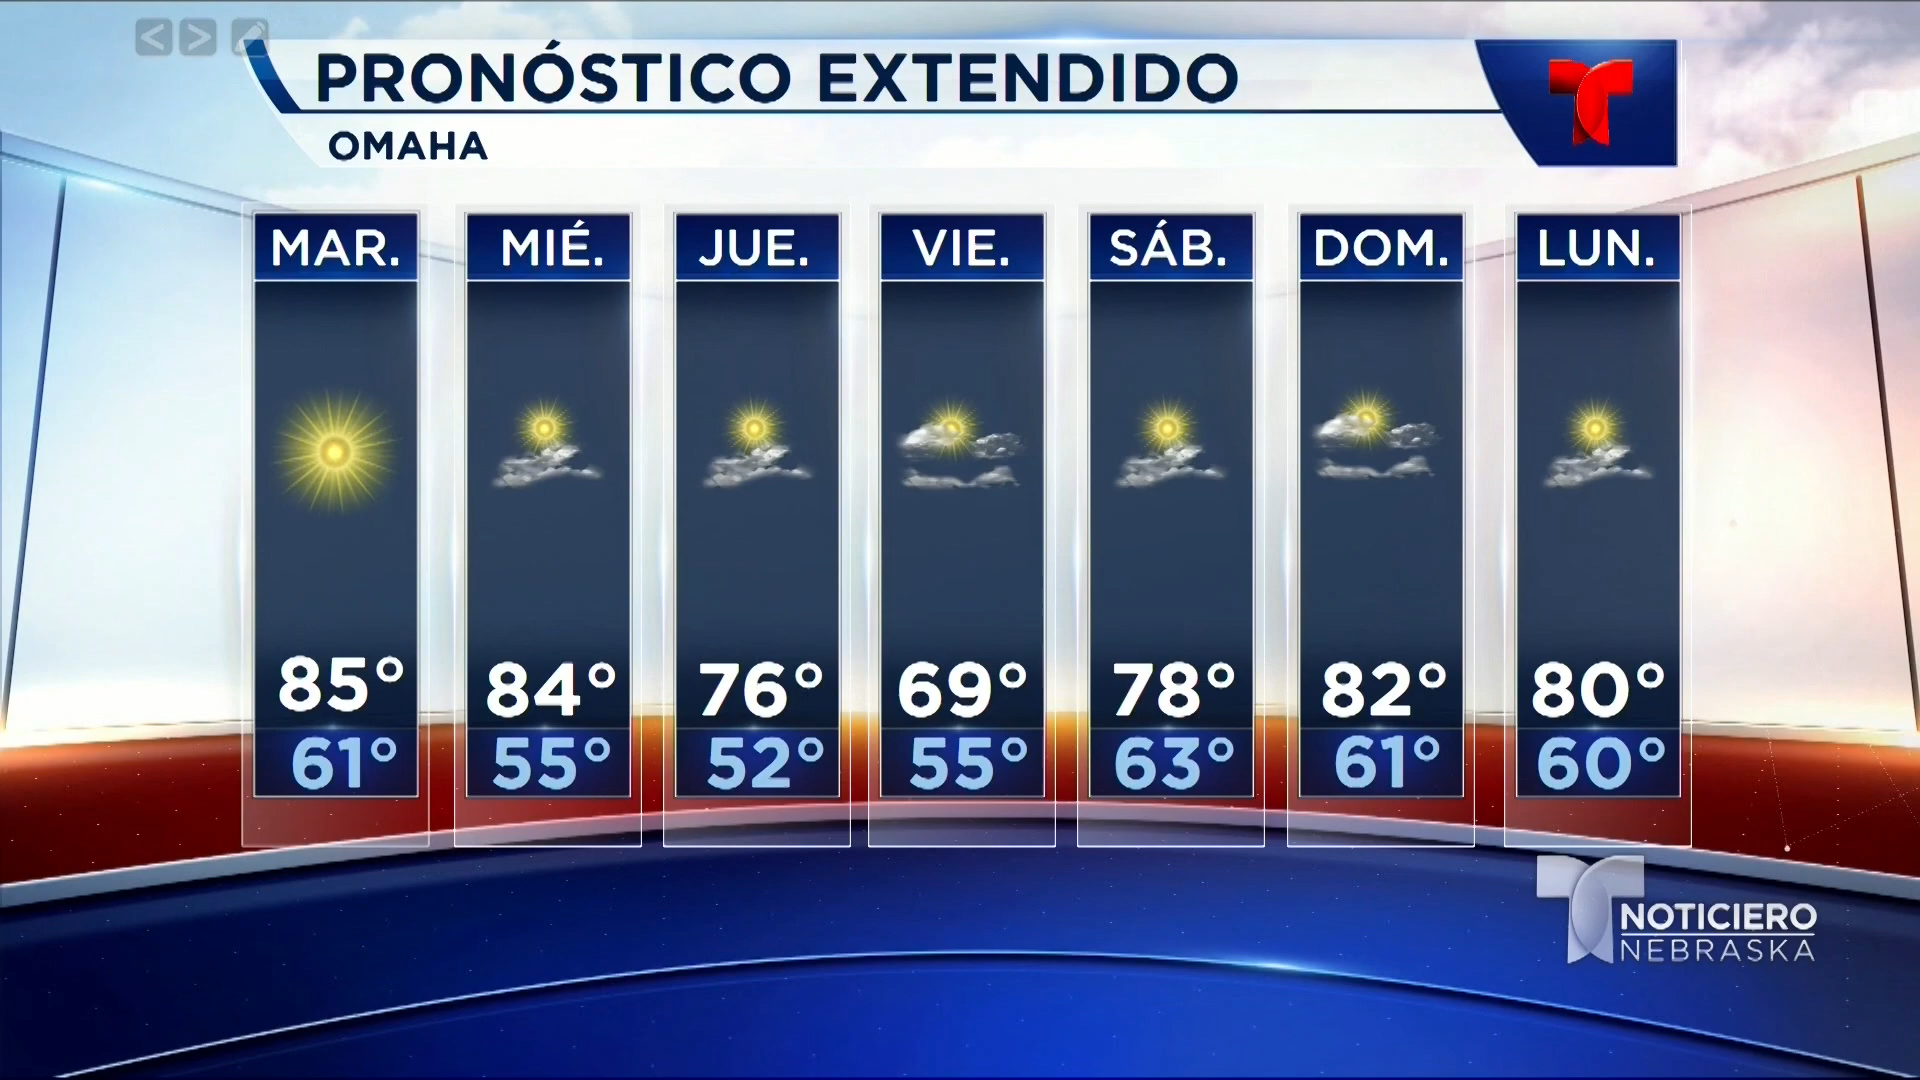 PRONÓSTICO EXTENDIDO
OMAHA
MAR. MIÉ. JUE. VIE. SÁB. DOM. LUN.
85° 84° 76° 69° 78° 82° 80°
61° 55° 52° 55° 63° 61° 60°
NOTICIERO
NEBRASKA